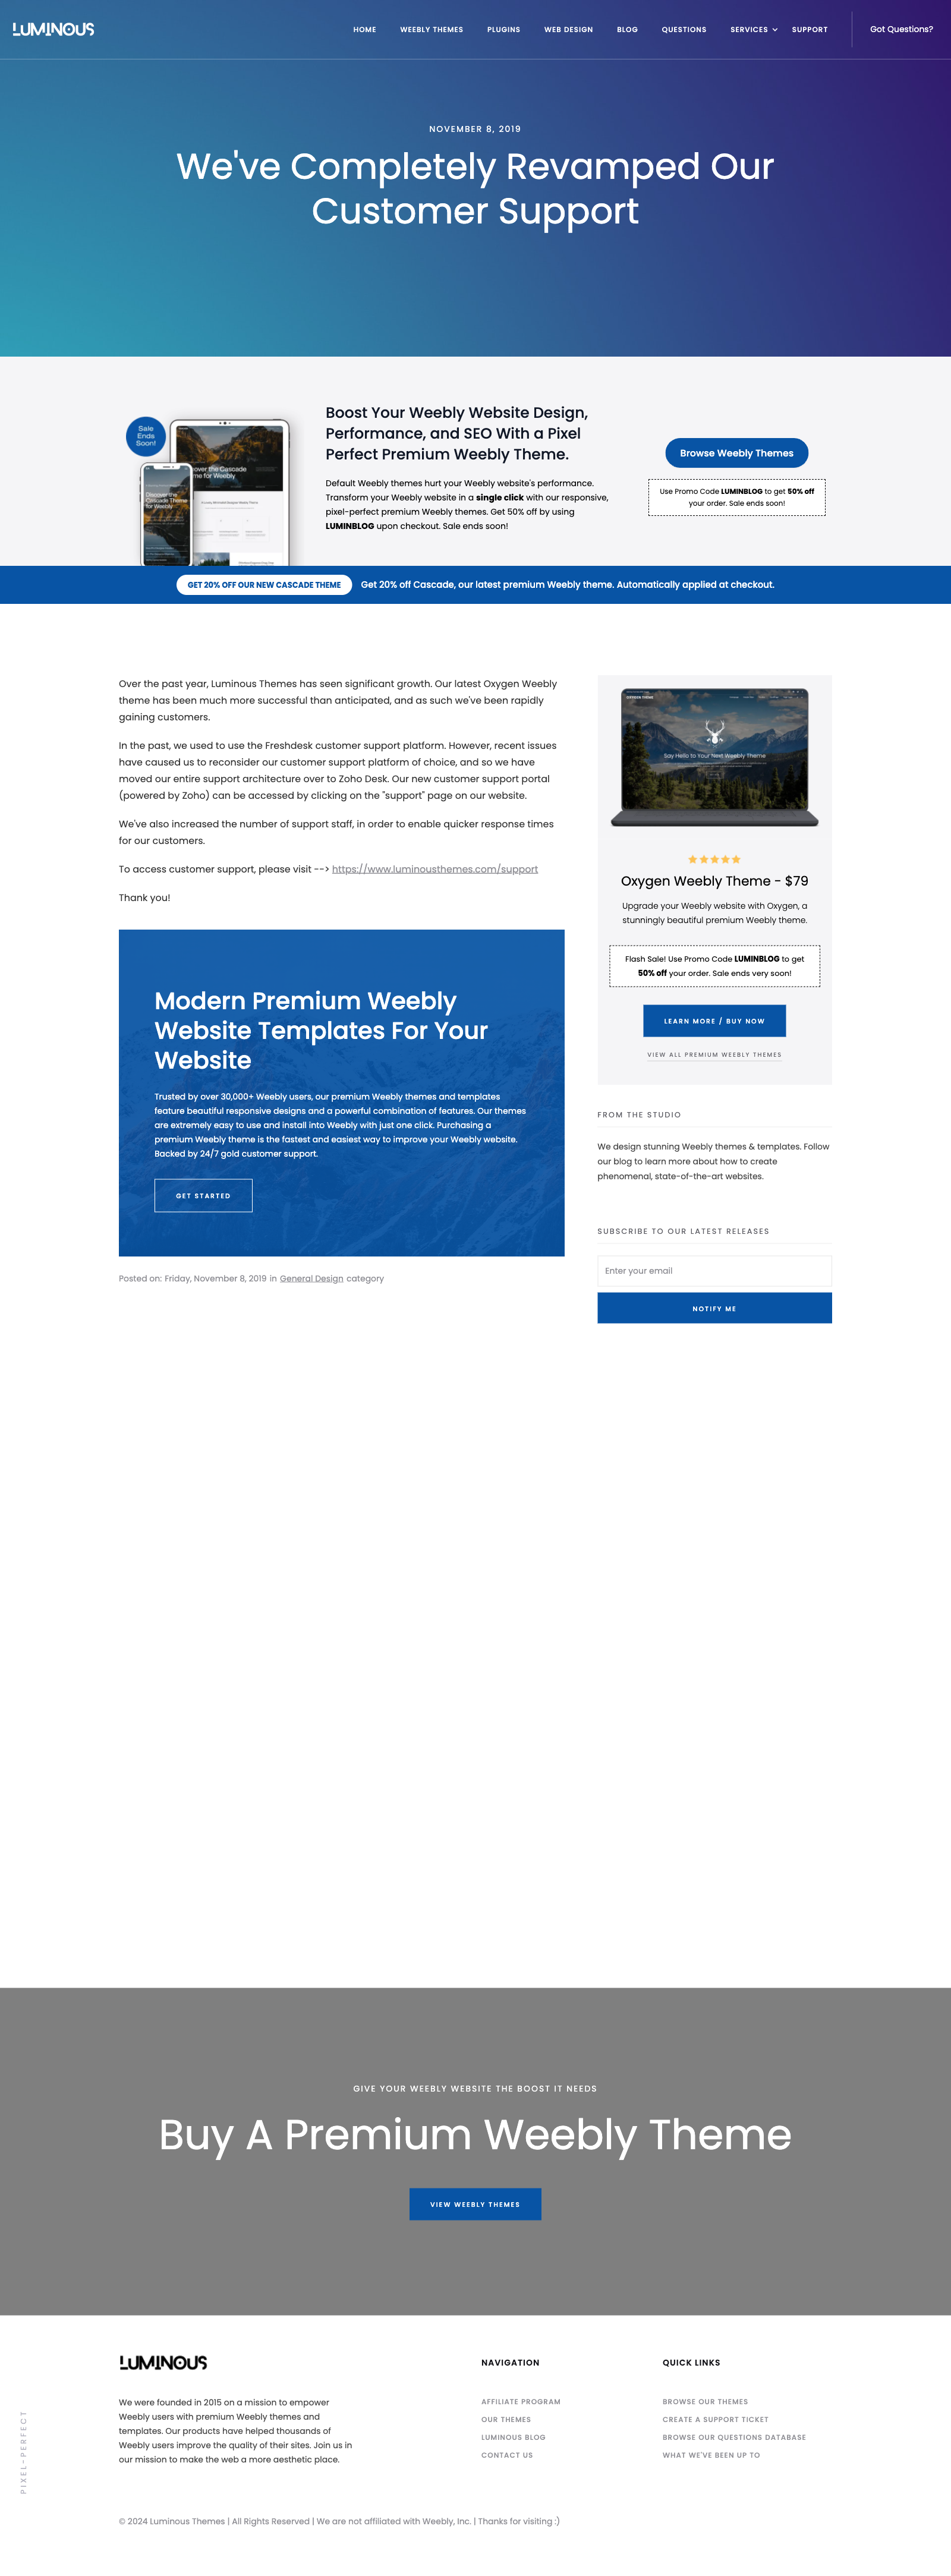 LUMINOUS
HOME WEEBLY THEMES PLUGINS WEB DESIGN BLOG QUESTIONS SERVICES SUPPORT Got Questions?
NOVEMBER 8, 2019
We've Completely Revamped Our
Customer Support
Sale
Ends
Soon!
Boost Your Weebly Website Design,
Performance, and SEO With a Pixel
Perfect Premium Weebly Theme.
Default Weebly themes hurt your Weebly website's performance.
Transform your Weebly website in a single click with our responsive,
pixel-perfect premium Weebly themes. Get 50% off by using
LUMINBLOG upon checkout. Sale ends soon!
Browse Weebly Themes
Use Promo Code LUMINBLOG to get 50% off
your order. Sale ends soon!
GET 20% OFF OUR NEW CASCADE THEME Get 20% off Cascade, our latest premium Weebly theme. Automatically applied at checkout.
Over the past year, Luminous Themes has seen significant growth. Our latest Oxygen Weebly
theme has been much more successful than anticipated, and as such we've been rapidly
gaining customers.
In the past, we used to use the Freshdesk customer support platform. However, recent issues
have caused us to reconsider our customer support platform of choice, and so we have
moved our entire support architecture over to Zoho Desk. Our new customer support portal
(powered by Zoho) can be accessed by clicking on the "support" page on our website.
We've also increased the number of support staff, in order to enable quicker response times
for our customers.
To access customer support, please visit --> https://www.luminousthemes.com/support
Thank you!
Modern Premium Weebly
Website Templates For Your
Website
Trusted by over 30,000+ Weebly users, our premium Weebly themes and templates
feature beautiful responsive designs and a powerful combination of features. Our themes
are extremely easy to use and install into Weebly with just one click. Purchasing a
premium Weebly theme is the fastest and easiest way to improve your Weebly website.
Backed by 24/7 gold customer support.
GET STARTED
Posted on: Friday, November 8, 2019 in General Design category
Say Hello to Your Next Weebly Theme
Oxygen Weebly Theme - $79
Upgrade your Weebly website with Oxygen, a
stunningly beautiful premium Weebly theme.
Flash Sale! Use Promo Code LUMINBLOG to get
50% off your order. Sale ends very soon!
LEARN MORE / BUY NOW
VIEW ALL PREMIUM WEEBLY THEMES
FROM THE STUDIO
We design stunning Weebly themes & templates. Follow
our blog to learn more about how to create
phenomenal, state-of-the-art websites.
SUBSCRIBE TO OUR LATEST RELEASES
Enter your email
NOTIFY ME
GIVE YOUR WEEBLY WEBSITE THE BOOST IT NEEDS
Buy A Premium Weebly Theme
VIEW WEEBLY THEMES
LUMINOUS
We were founded in 2015 on a mission to empower
Weebly users with premium Weebly themes and
templates. Our products have helped thousands of
Weebly users improve the quality of their sites. Join us in
our mission to make the web a more aesthetic place.
NAVIGATION
AFFILIATE PROGRAM
OUR THEMES
LUMINOUS BLOG
CONTACT US
QUICK LINKS
BROWSE OUR THEMES
CREATE A SUPPORT TICKET
BROWSE OUR QUESTIONS DATABASE
WHAT WE'VE BEEN UP TO
PIXEL-PERFECT
© 2024 Luminous Themes | All Rights Reserved | We are not affiliated with Weebly, Inc. | Thanks for visiting :)